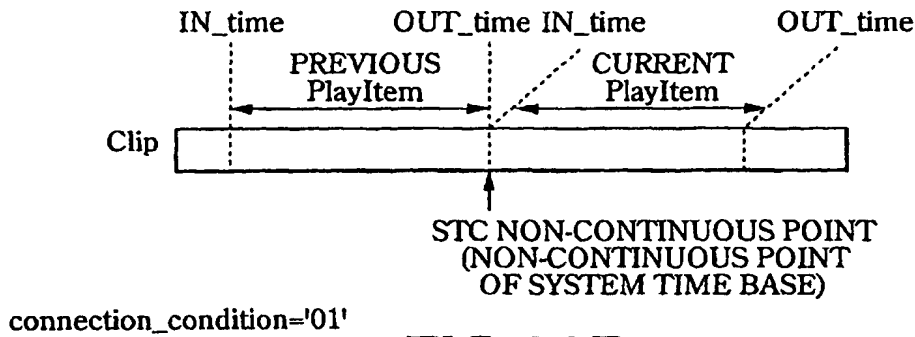 IN_time OUT_time IN_time OUT_time
PREVIOUS CURRENT
PlayItem PlayItem
Clip
STC NON-CONTINUOUS POINT
(NON-CONTINUOUS POINT
OF SYSTEM TIME BASE)
connection_condition='01'